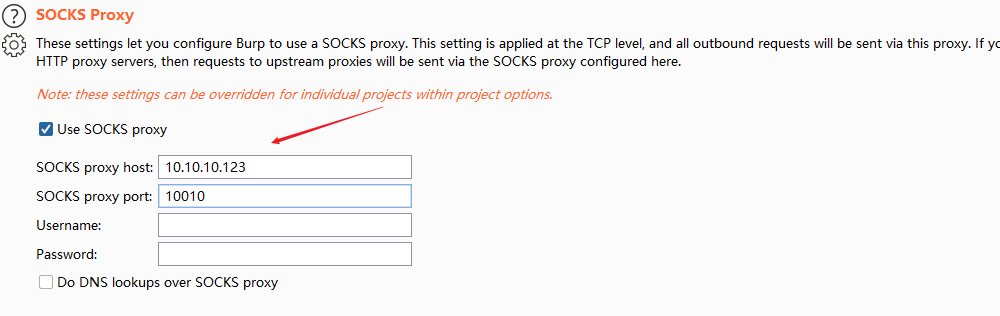 SOCKS Proxy
These settings let you configure Burp to use a SOCKS proxy. This setting is applied at the TCP level, and all outbound requests will be sent via this proxy. If
HTTP proxy servers, then requests to upstream proxies will be sent via the SOCKS proxy configured here.
Note: these settings can be overridden for individual projects within project options.
Use SOCKS proxy
SOCKS proxy host: 10.10.10.123
SOCKS proxy port: 10010
Username:
Password:
Do DNS lookups over SOCKS proxy